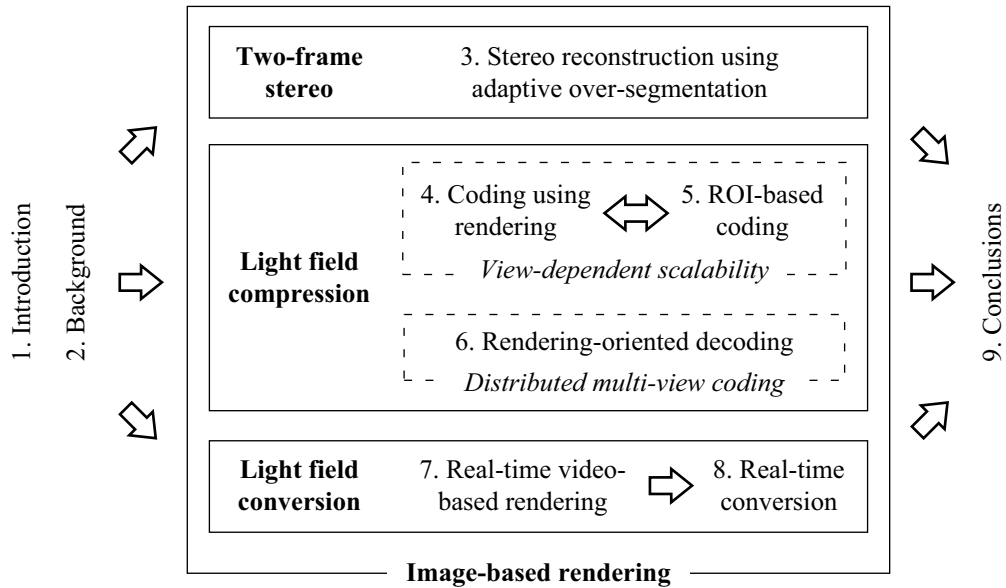 1. Introduction
2. Background
Two-frame
stereo
3. Stereo reconstruction using
adaptive over-segmentation
Light field
compression
4. Coding using
rendering
5. ROI-based
coding
View-dependent scalability
6. Rendering-oriented decoding
Distributed multi-view coding
Light field
conversion
7. Real-time video-
based rendering
8. Real-time
conversion
Image-based rendering
9. Conclusions